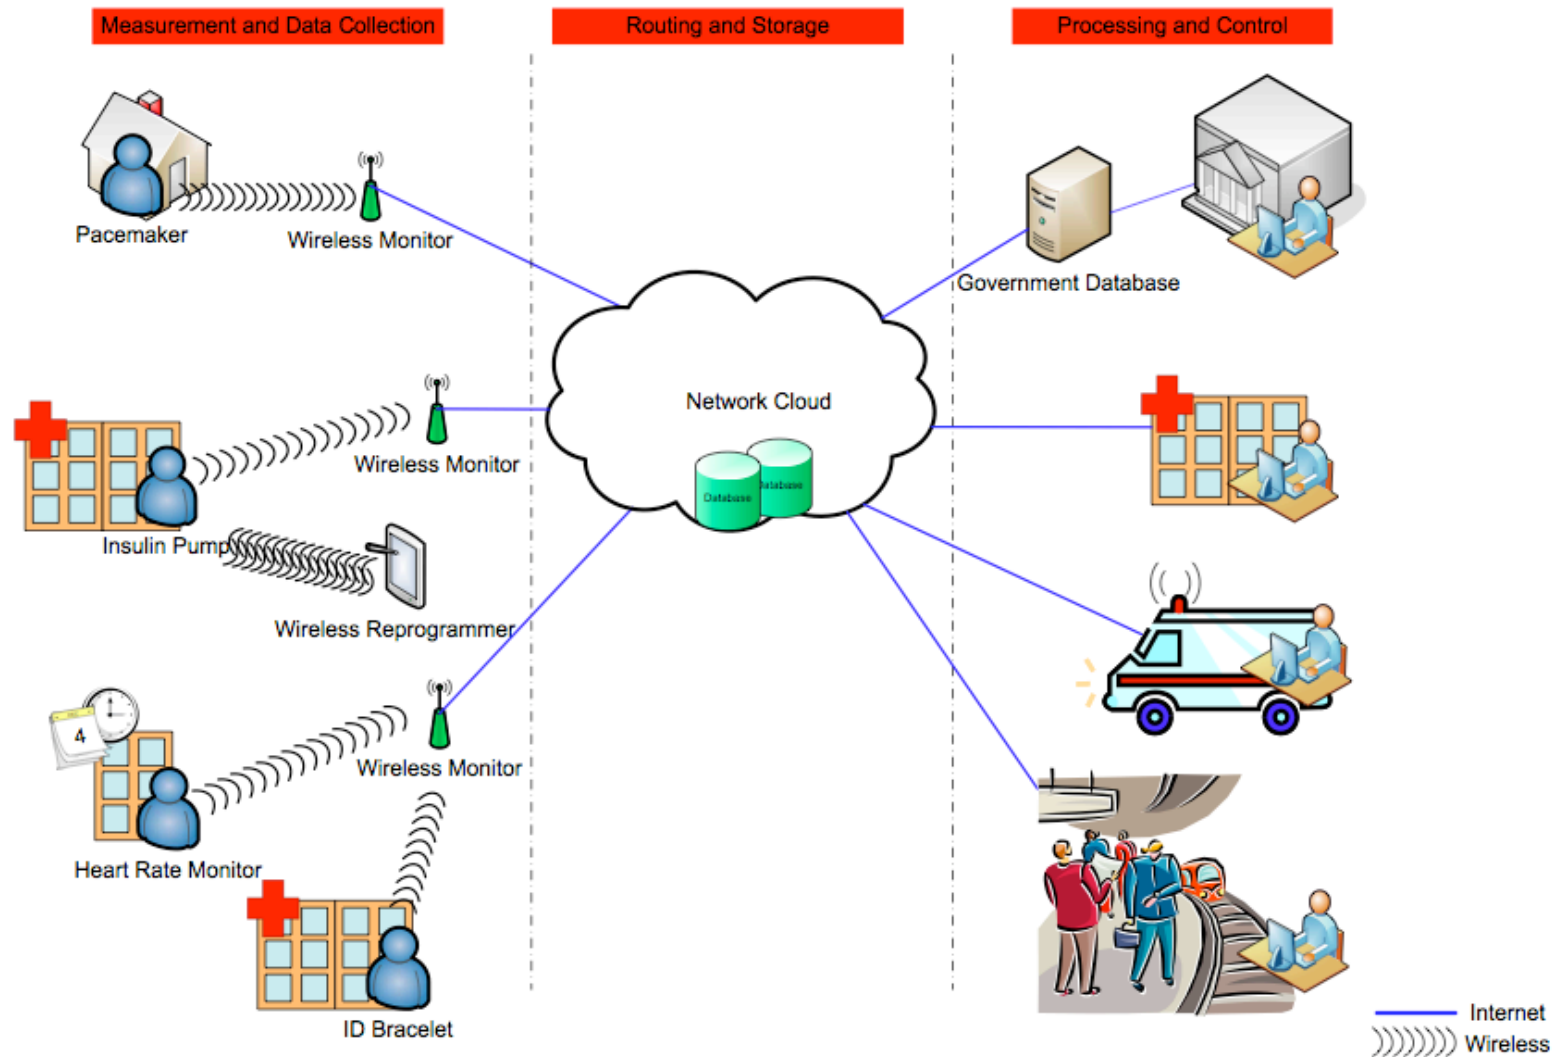 Measurement and Data Collection
Routing and Storage
Processing and Control
Pacemaker
Wireless Monitor
Government Database
Network Cloud
Wireless Monitor
Database
Database
Insulin Pump
Wireless Reprogrammer
4
Wireless Monitor
Heart Rate Monitor
ID Bracelet
Internet
Wireless